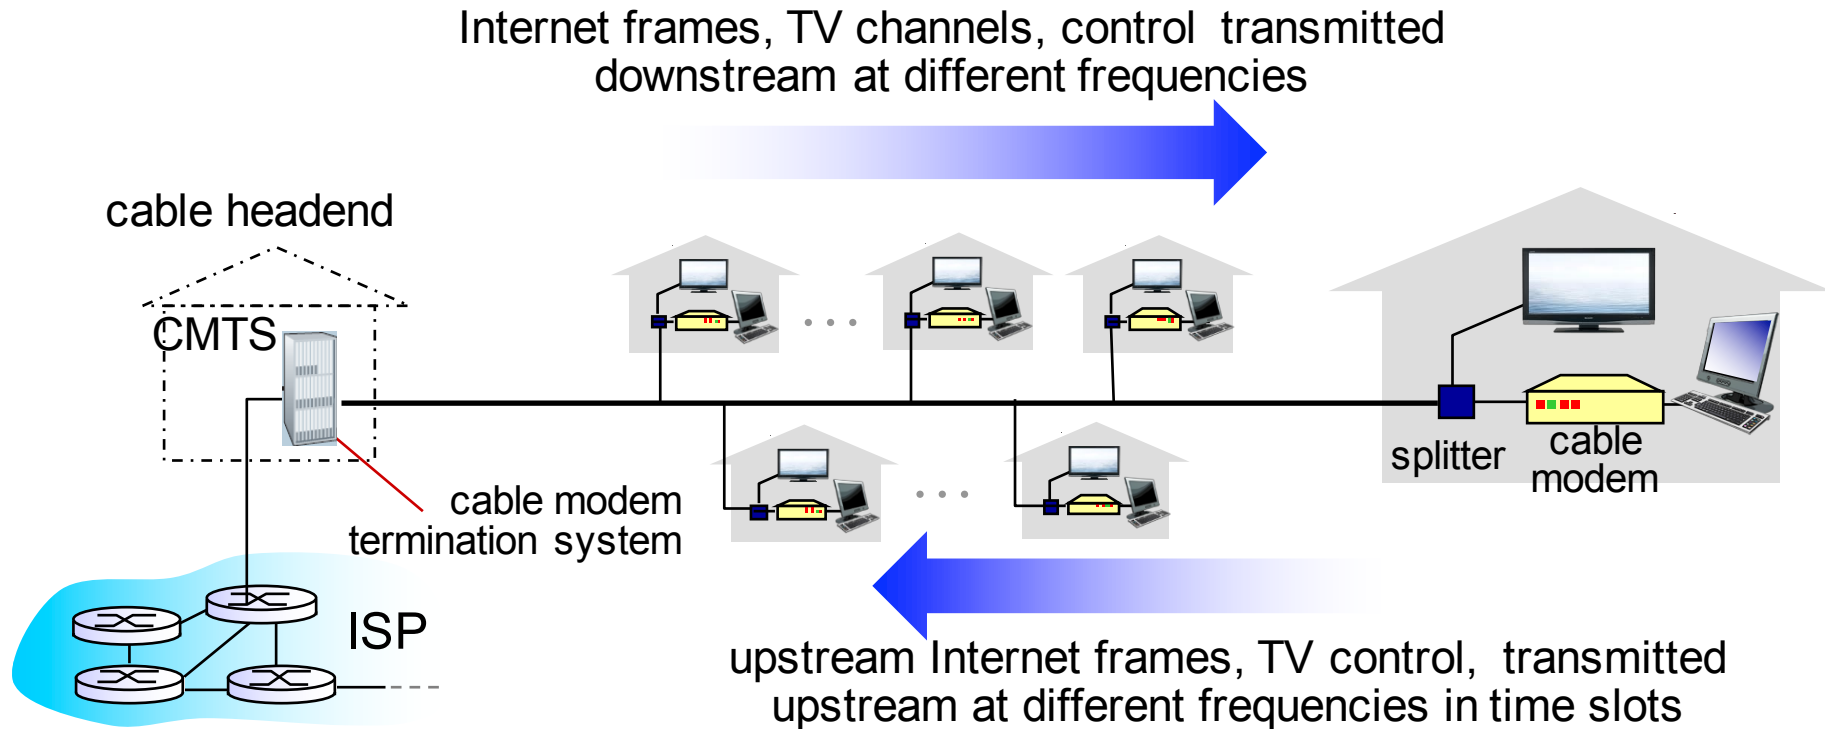 Internet frames, TV channels, control transmitted
downstream at different frequencies
cable headend
CMTS
splitter
cable
modem
cable modem
termination system
ISP
upstream Internet frames, TV control, transmitted
upstream at different frequencies in time slots